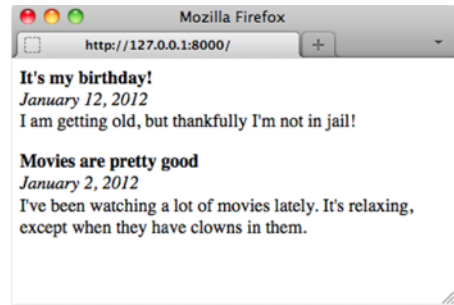 Mozilla Firefox
http://127.0.0.1:8000/
It's my birthday!
January 12, 2012
I am getting old, but thankfully I'm not in jail!
Movies are pretty good
January 2, 2012
I've been watching a lot of movies lately. It's relaxing,
except when they have clowns in them.